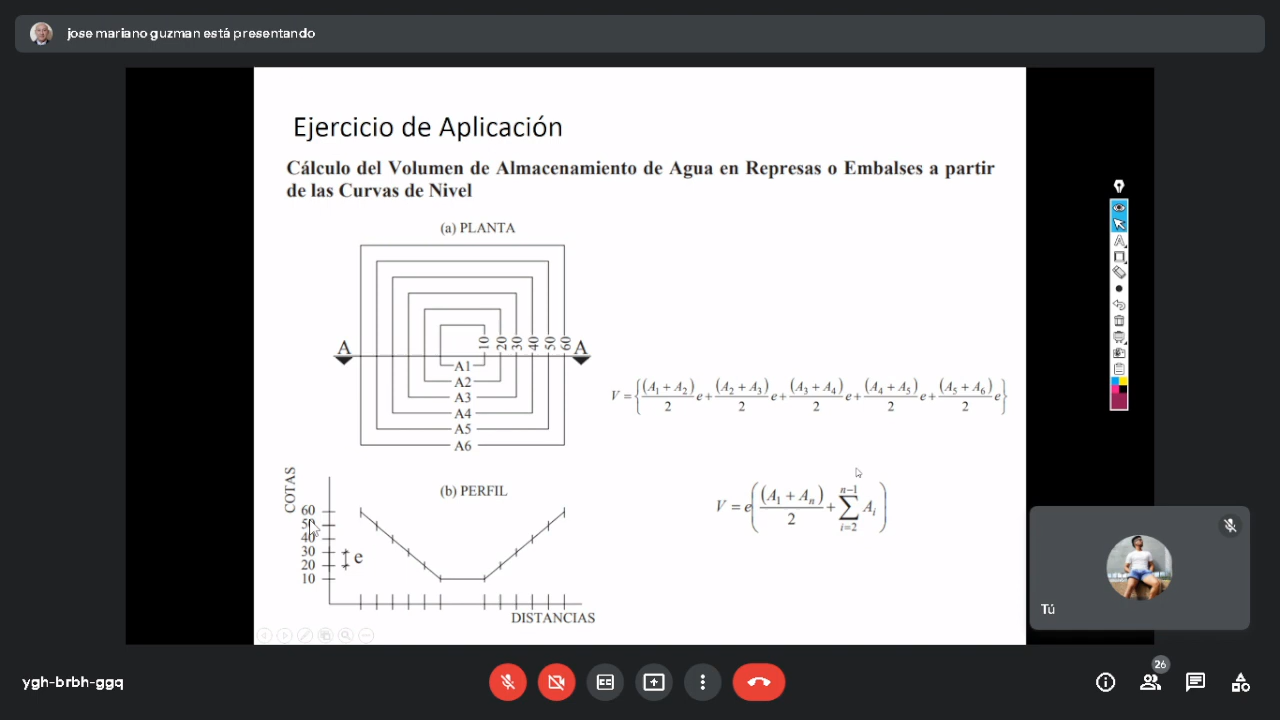 jose mariano guzman está presentando
Ejercicio de Aplicación
Cálculo del Volumen de Almacenamiento de Agua en Represas o Embalses a partir
de las Curvas de Nivel
(a) PLANTA
10 20 30 40 50 60
A A
A1
A2
A3
A4
A5
A6
V = {(A₁ + A₂)/2 e + (A₂ + A₃)/2 e + (A₃ + A₄)/2 e + (A₄ + A₅)/2 e + (A₅ + A₆)/2 e}
(b) PERFIL
COTAS
60
50
40
30
20
10
e
DISTANCIAS
V = e((A₁ + Aₙ)/2 + ∑ᵢ₌₂ⁿ⁻¹ Aᵢ)
Tú
ygh-brbh-ggq
26